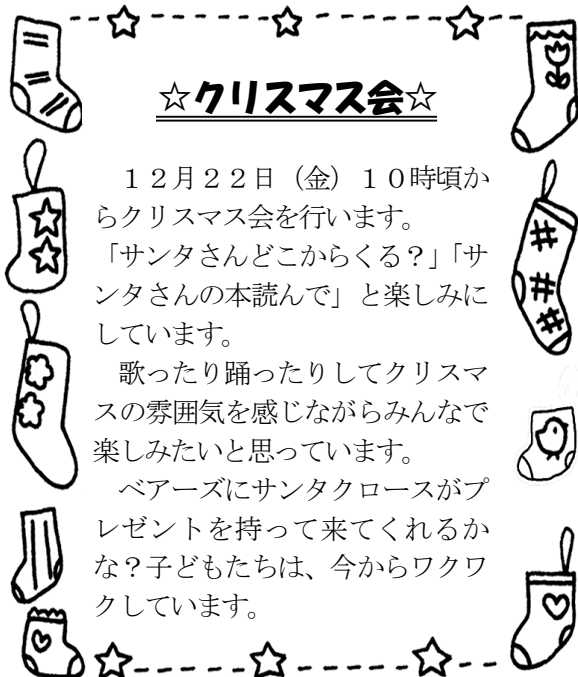 ☆クリスマス会☆
１２月２２日（金）１０時頃か
らクリスマス会を行います。
「サンタさんどこからくる？」「サ
ンタさんの本読んで」と楽しみに
しています。
歌ったり踊ったりしてクリスマ
スの雰囲気を感じながらみんなで
楽しみたいと思っています。
ベアーズにサンタクロースがプ
レゼントを持って来てくれるか
な？子どもたちは、今からワクワ
クしています。